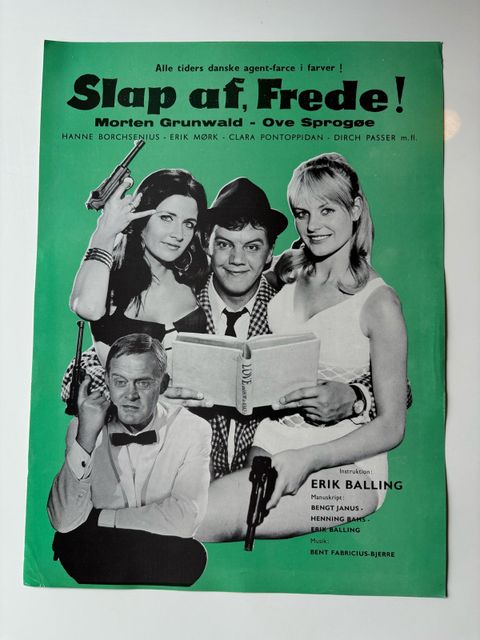 Alle tiders danske agent-farce i farver !
Slap af, Frede!
Morten Grunwald - Ove Sprogøe
HANNE BORCHSENIUS - ERIK MØRK - CLARA PONTOPPIDAN - DIRCH PASSER m.fl.
LOVE
Instruktion:
ERIK BALLING
Manuskript:
BENGT JANUS -
HENNING BAHS -
ERIK BALLING
Musik:
BENT FABRICIUS-BJERRE